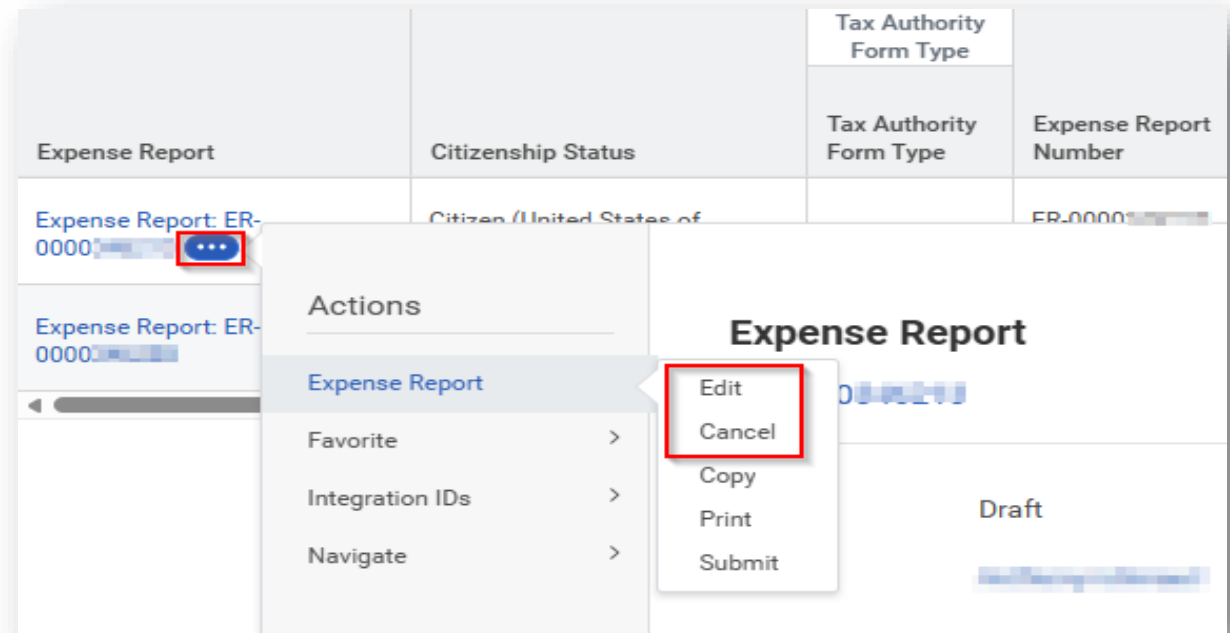 Tax Authority
Form Type
Expense Report
Citizenship Status
Tax Authority
Form Type
Expense Report
Number
Expense Report: ER-
0000
Citizen (United States of
ER-0000
Expense Report: ER-
0000
Actions
Expense Report
Favorite
Integration IDs
Navigate
Edit
Cancel
Copy
Print
Submit
Expense Report
Draft